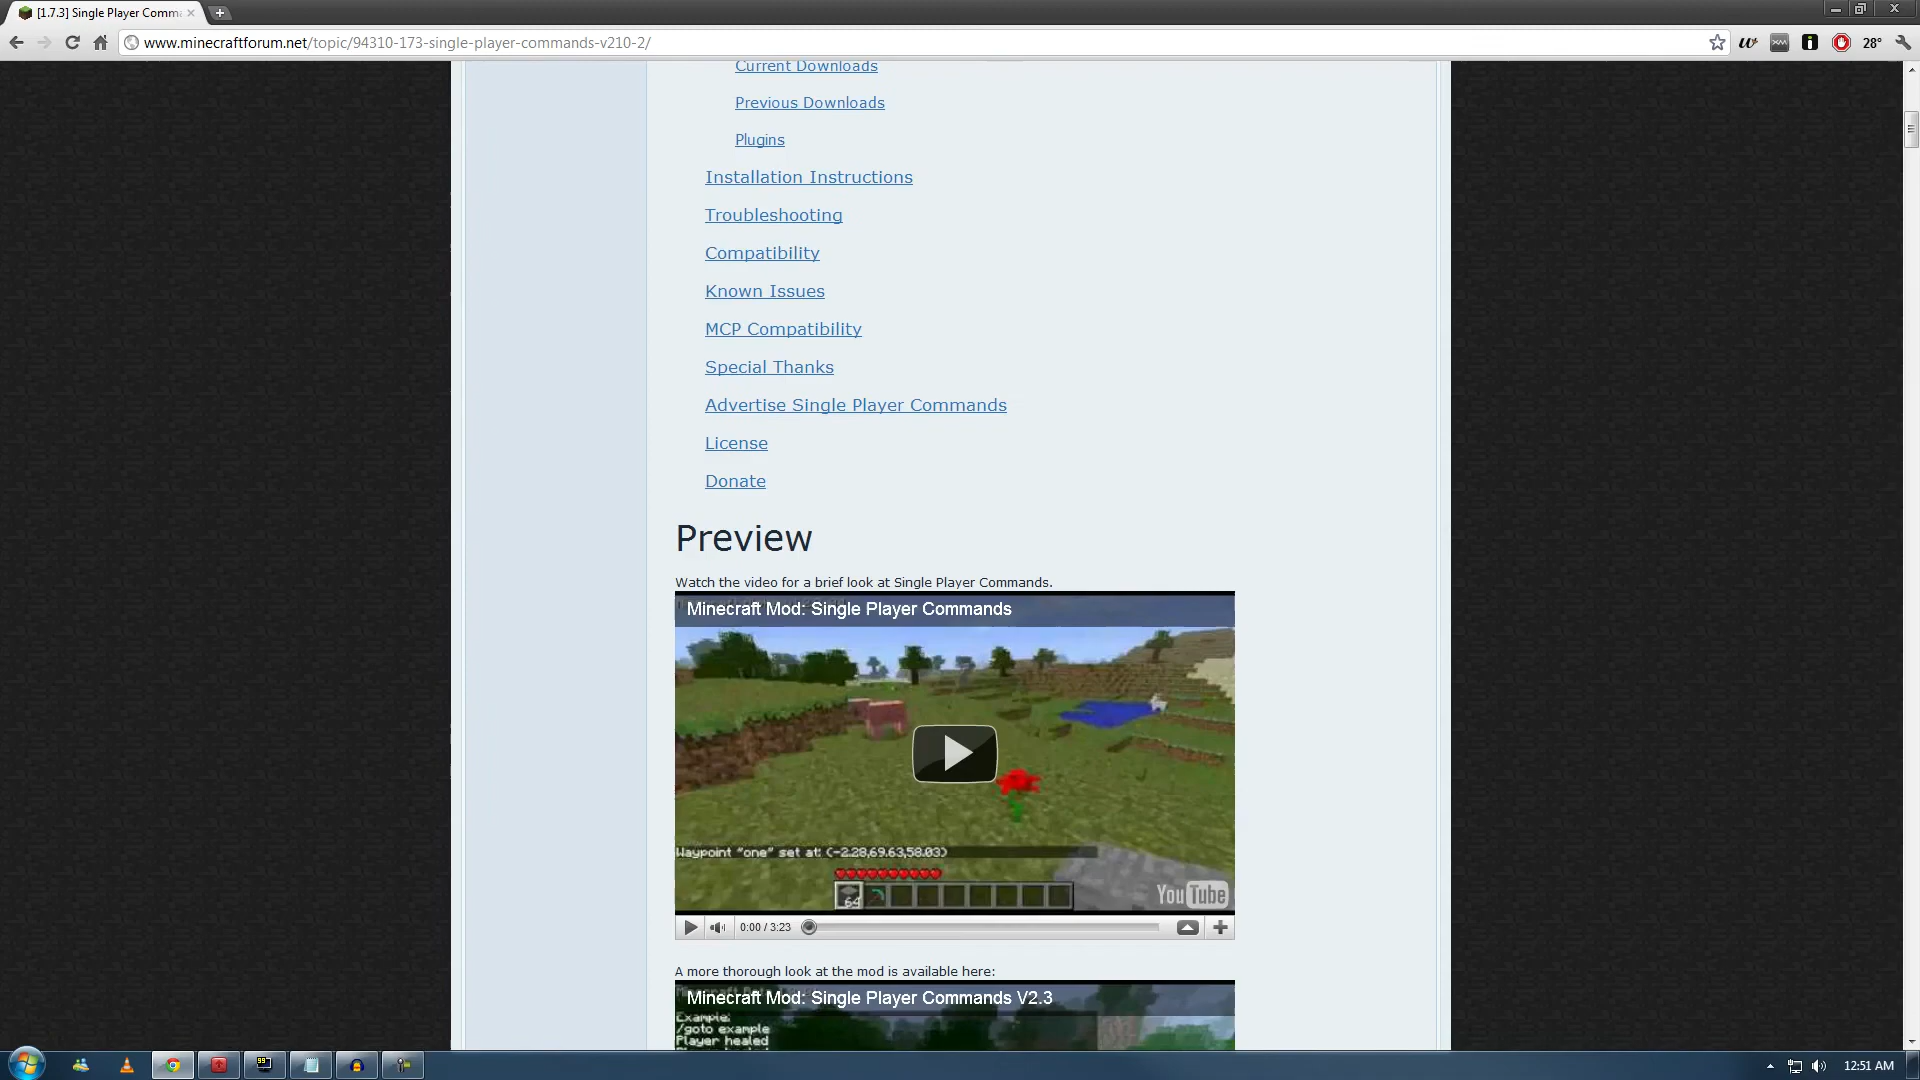 [1.7.3] Single Player Comma
www.minecraftforum.net/topic/94310-173-single-player-commands-v210-2/
28°
Current Downloads
Previous Downloads
Plugins
Installation Instructions
Troubleshooting
Compatibility
Known Issues
MCP Compatibility
Special Thanks
Advertise Single Player Commands
License
Donate
Preview
Watch the video for a brief look at Single Player Commands.
Minecraft Mod: Single Player Commands
Waypoint "one" set at: (-2.28,69.63,58.03)
64
YouTube
0:00 / 3:23
A more thorough look at the mod is available here:
Minecraft Mod: Single Player Commands V2.3
Example:
/goto example
Player healed
99
12:51 AM